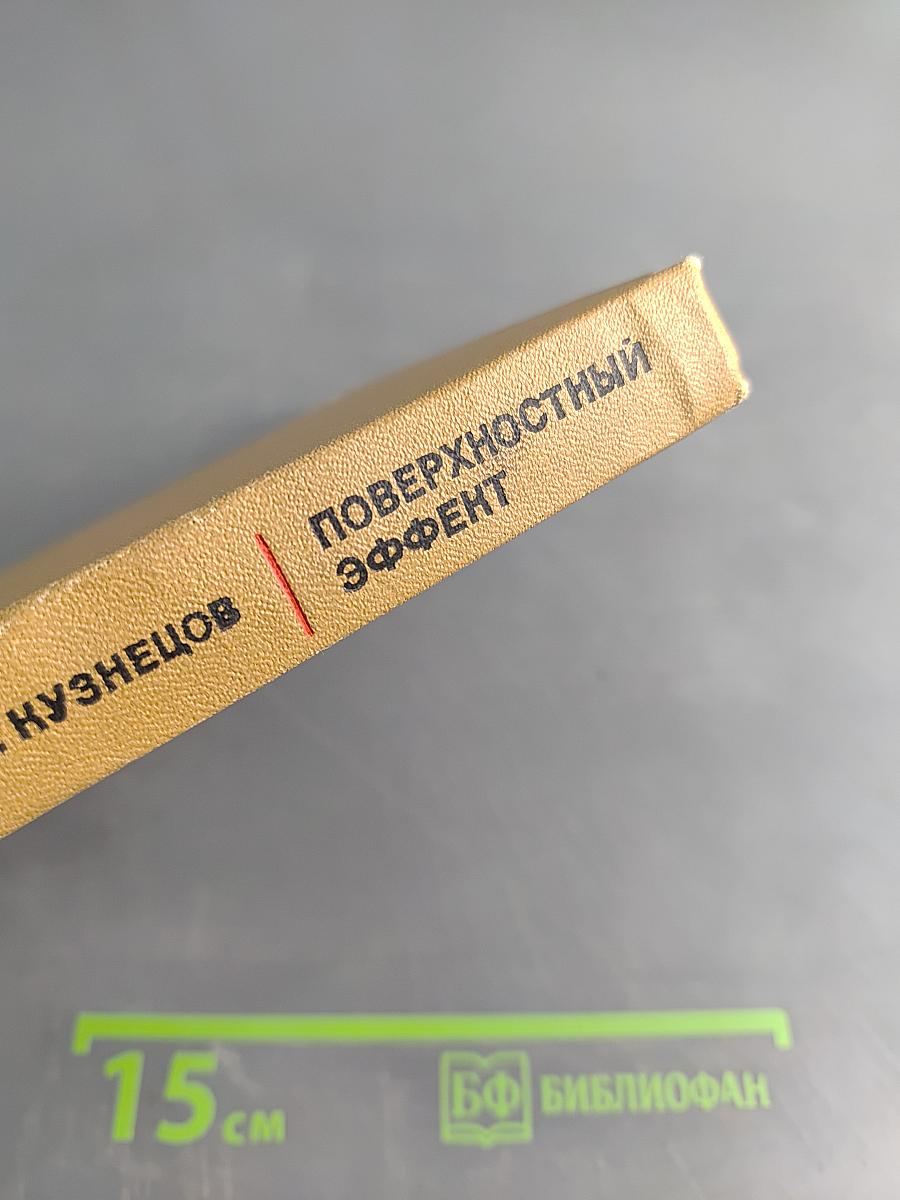 . КУЗНЕЦОВ
ПОВЕРХНОСТНЫЙ
ЭФФЕКТ
15 см
БФ БИБЛИОФАН